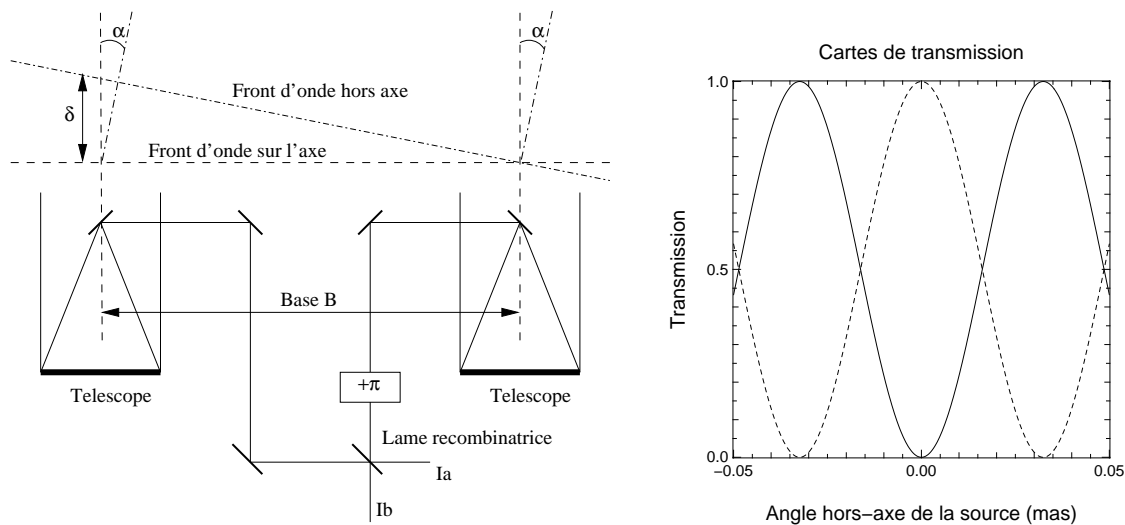 α
α
Front d'onde hors axe
δ
Front d'onde sur l'axe
Base B
Telescope
Telescope
+π
Lame recombinatrice
Ia
Ib
Cartes de transmission
Transmission
1.0
0.5
0.0
−0.05
0.00
0.05
Angle hors−axe de la source (mas)